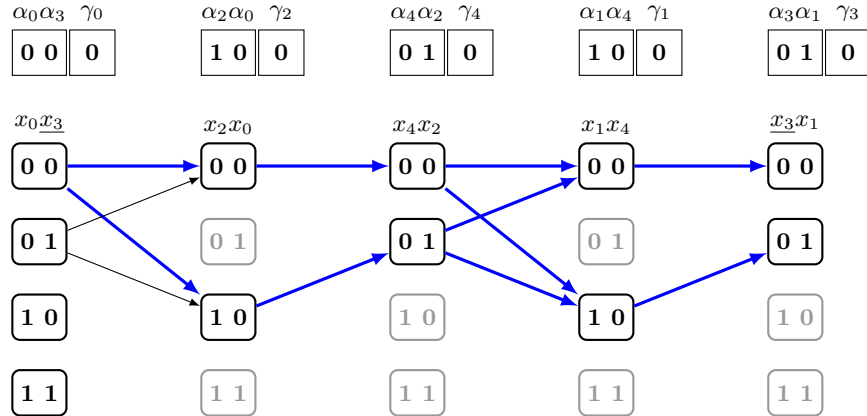 α₀α₃ γ₀ α₂α₀ γ₂ α₄α₂ γ₄ α₁α₄ γ₁ α₃α₁ γ₃
0 0 0 1 0 0 0 1 0 1 0 0 0 1 0
x₀x₃ x₂x₀ x₄x₂ x₁x₄ x₃x₁
0 0 0 0 0 0 0 0 0 0
0 1 0 1 0 1 0 1 0 1
1 0 1 0 1 0 1 0 1 0
1 1 1 1 1 1 1 1 1 1